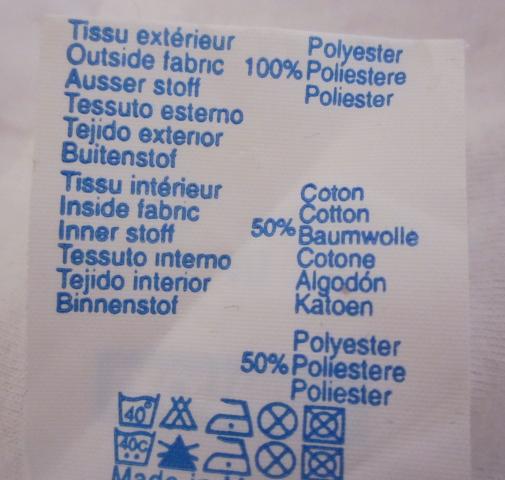 Tissu extérieur Polyester
Outside fabric 100% Poliestere
Ausser stoff Poliester
Tessuto esterno
Tejido exterior
Buitenstof
Tissu intérieur Coton
Inside fabric Cotton
Inner stoff 50% Baumwolle
Tessuto interno Cotone
Tejido interior Algodón
Binnenstof Katoen
Polyester
50% Poliestere
Poliester
40°
40C
Made in